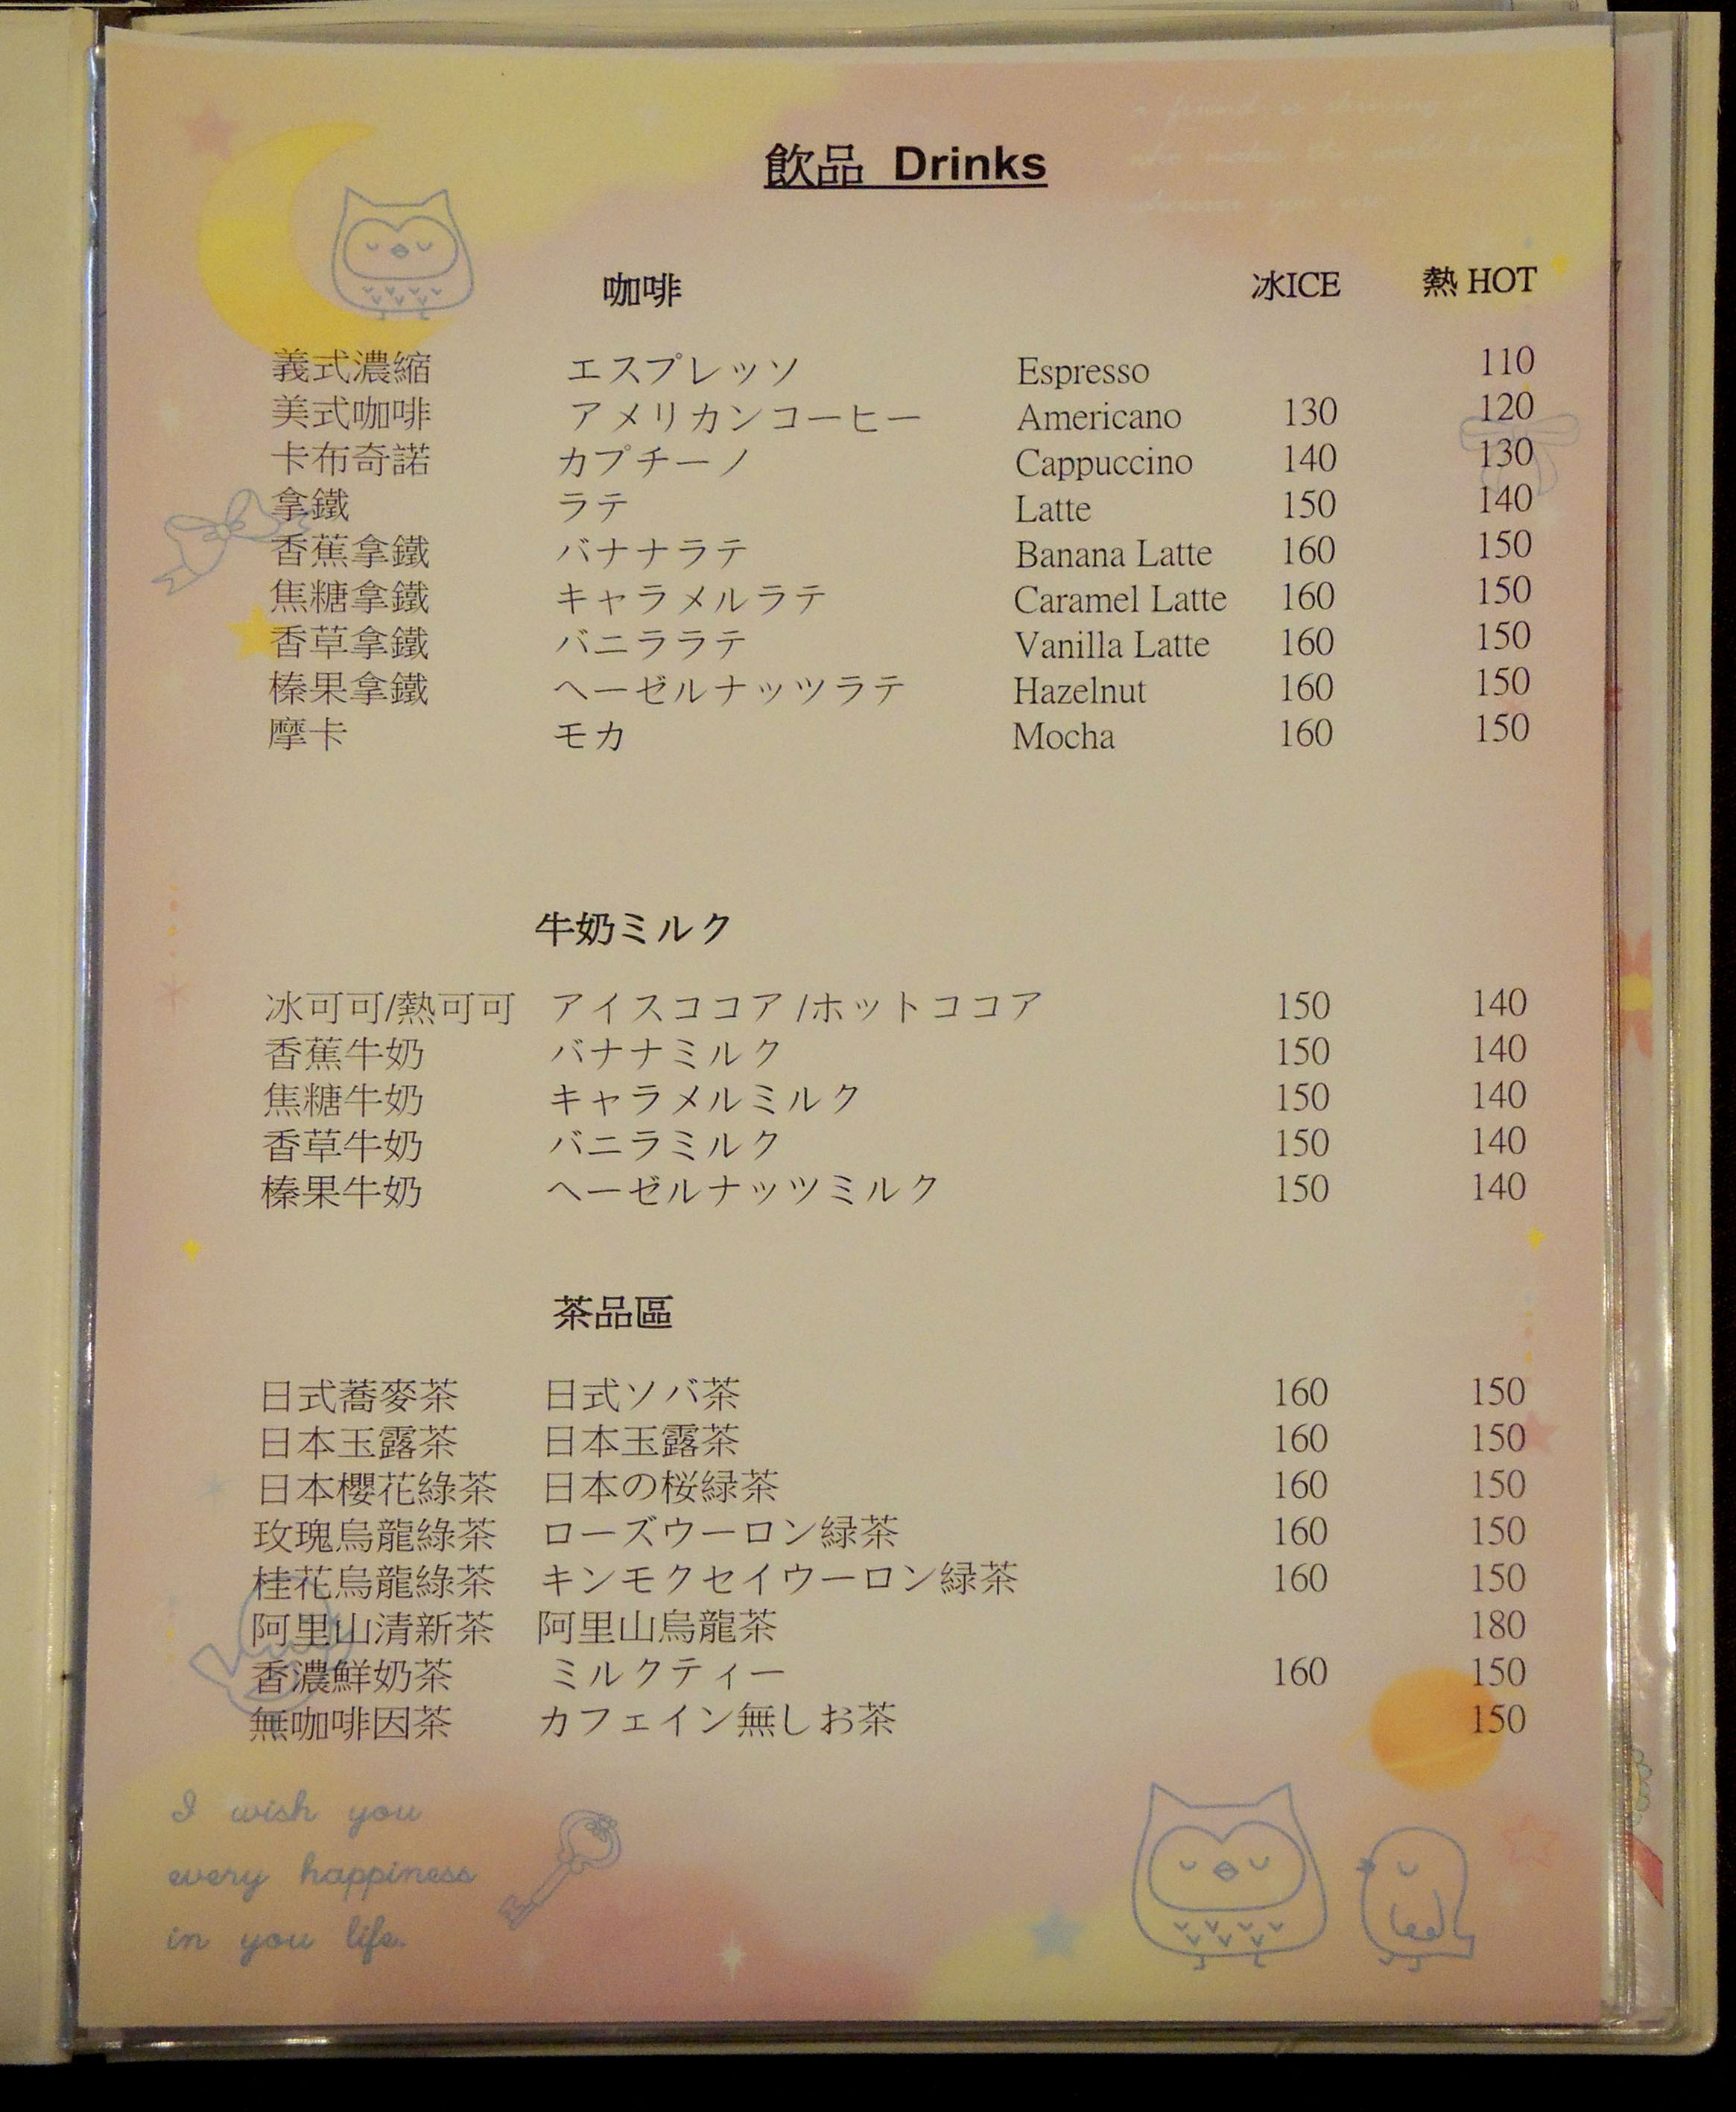 飲品 Drinks
咖啡 冰ICE 熱 HOT
義式濃縮 エスプレッソ Espresso 110
美式咖啡 アメリカンコーヒー Americano 130 120
卡布奇諾 カプチーノ Cappuccino 140 130
拿鐵 ラテ Latte 150 140
香蕉拿鐵 バナナラテ Banana Latte 160 150
焦糖拿鐵 キャラメルラテ Caramel Latte 160 150
香草拿鐵 バニララテ Vanilla Latte 160 150
榛果拿鐵 ヘーゼルナッツラテ Hazelnut 160 150
摩卡 モカ Mocha 160 150
牛奶ミルク
冰可可/熱可可 アイスココア /ホットココア 150 140
香蕉牛奶 バナナミルク 150 140
焦糖牛奶 キャラメルミルク 150 140
香草牛奶 バニラミルク 150 140
榛果牛奶 ヘーゼルナッツミルク 150 140
茶品區
日式蕎麥茶 日式ソバ茶 160 150
日本玉露茶 日本玉露茶 160 150
日本櫻花綠茶 日本の桜緑茶 160 150
玫瑰烏龍綠茶 ローズウーロン緑茶 160 150
桂花烏龍綠茶 キンモクセイウーロン緑茶 160 150
阿里山清新茶 阿里山烏龍茶 180
香濃鮮奶茶 ミルクティー 160 150
無咖啡因茶 カフェイン無しお茶 150
I wish you
every happiness
in you life.